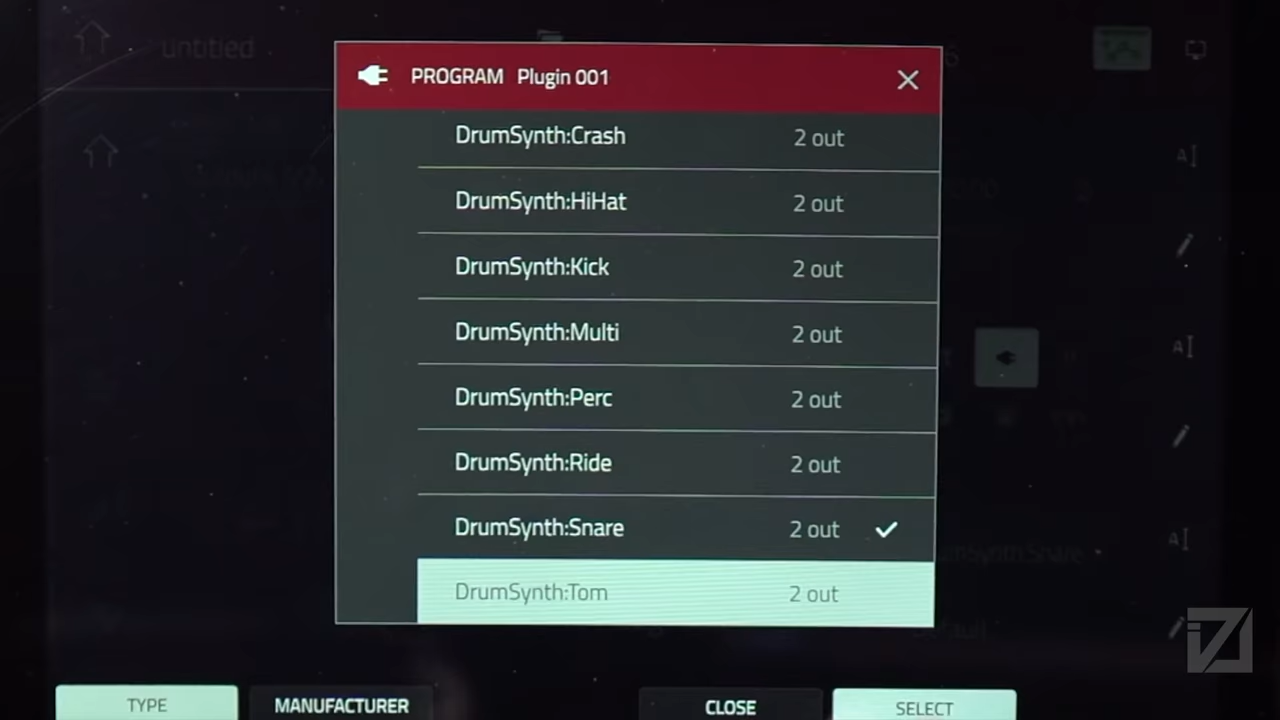 untitled
PROGRAM Plugin 001
DrumSynth:Crash 2 out
DrumSynth:HiHat 2 out
DrumSynth:Kick 2 out
DrumSynth:Multi 2 out
DrumSynth:Perc 2 out
DrumSynth:Ride 2 out
DrumSynth:Snare 2 out
DrumSynth:Tom 2 out
TYPE MANUFACTURER CLOSE SELECT